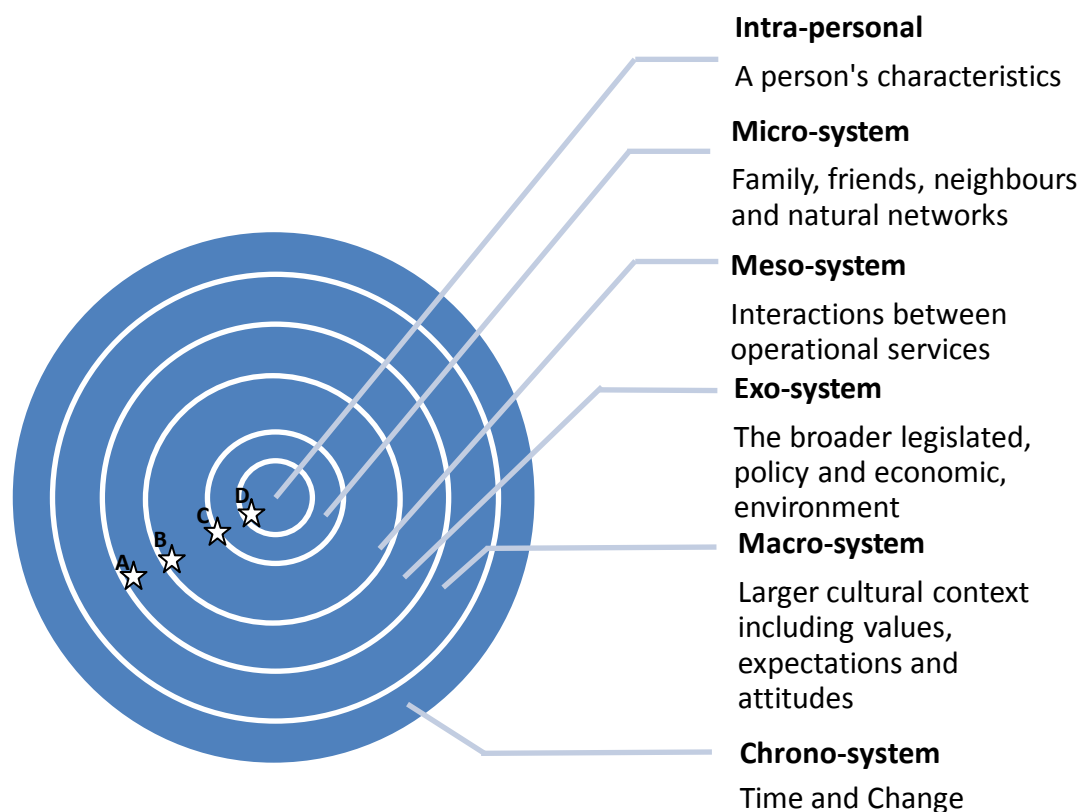 Intra-personal
A person's characteristics
Micro-system
Family, friends, neighbours
and natural networks
Meso-system
Interactions between
operational services
Exo-system
The broader legislated,
policy and economic,
environment
Macro-system
Larger cultural context
including values,
expectations and
attitudes
Chrono-system
Time and Change
D
C
B
A